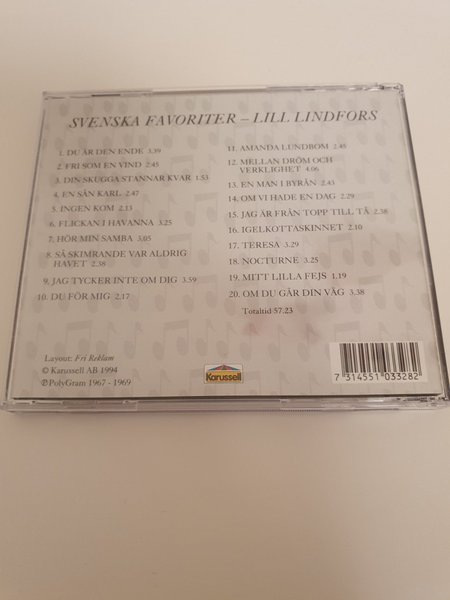 SVENSKA FAVORITER – LILL LINDFORS
1. DU ÄR DEN ENDE 3.39
2. FRI SOM EN VIND 2.45
3. DIN SKUGGA STANNAR KVAR 1.53
4. EN SÅN KARL 2.47
5. INGEN KOM 2.13
6. FLICKAN I HAVANNA 3.25
7. HÖR MIN SAMBA 3.05
8. SÅ SKIMRANDE VAR ALDRIG
HAVET 2.38
9. JAG TYCKER INTE OM DIG 3.59
10. DU FÖR MIG 2.17
11. AMANDA LUNDBOM 2.45
12. MELLAN DRÖM OCH
VERKLIGHET 4.06
13. EN MAN I BYRÅN 2.43
14. OM VI HADE EN DAG 2.29
15. JAG ÄR FRÅN TOPP TILL TÅ 2.38
16. IGELKOTTASKINNET 2.10
17. TERESA 3.29
18. NOCTURNE 3.25
19. MITT LILLA FEJS 1.19
20. OM DU GÅR DIN VÄG 3.38
Totaltid 57.23
Layout: Fri Reklam
© Karussell AB 1994
℗ PolyGram 1967 - 1969
Karussell
7 314551 033282